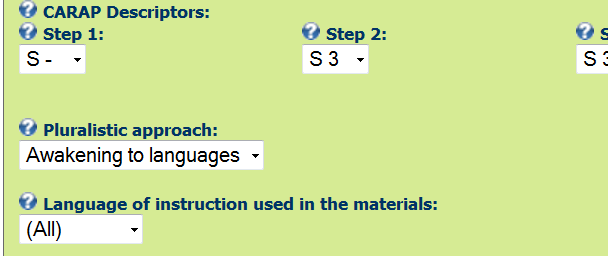 CARAP Descriptors:
Step 1: Step 2: S
S - S 3 S 3
Pluralistic approach:
Awakening to languages
Language of instruction used in the materials:
(All)